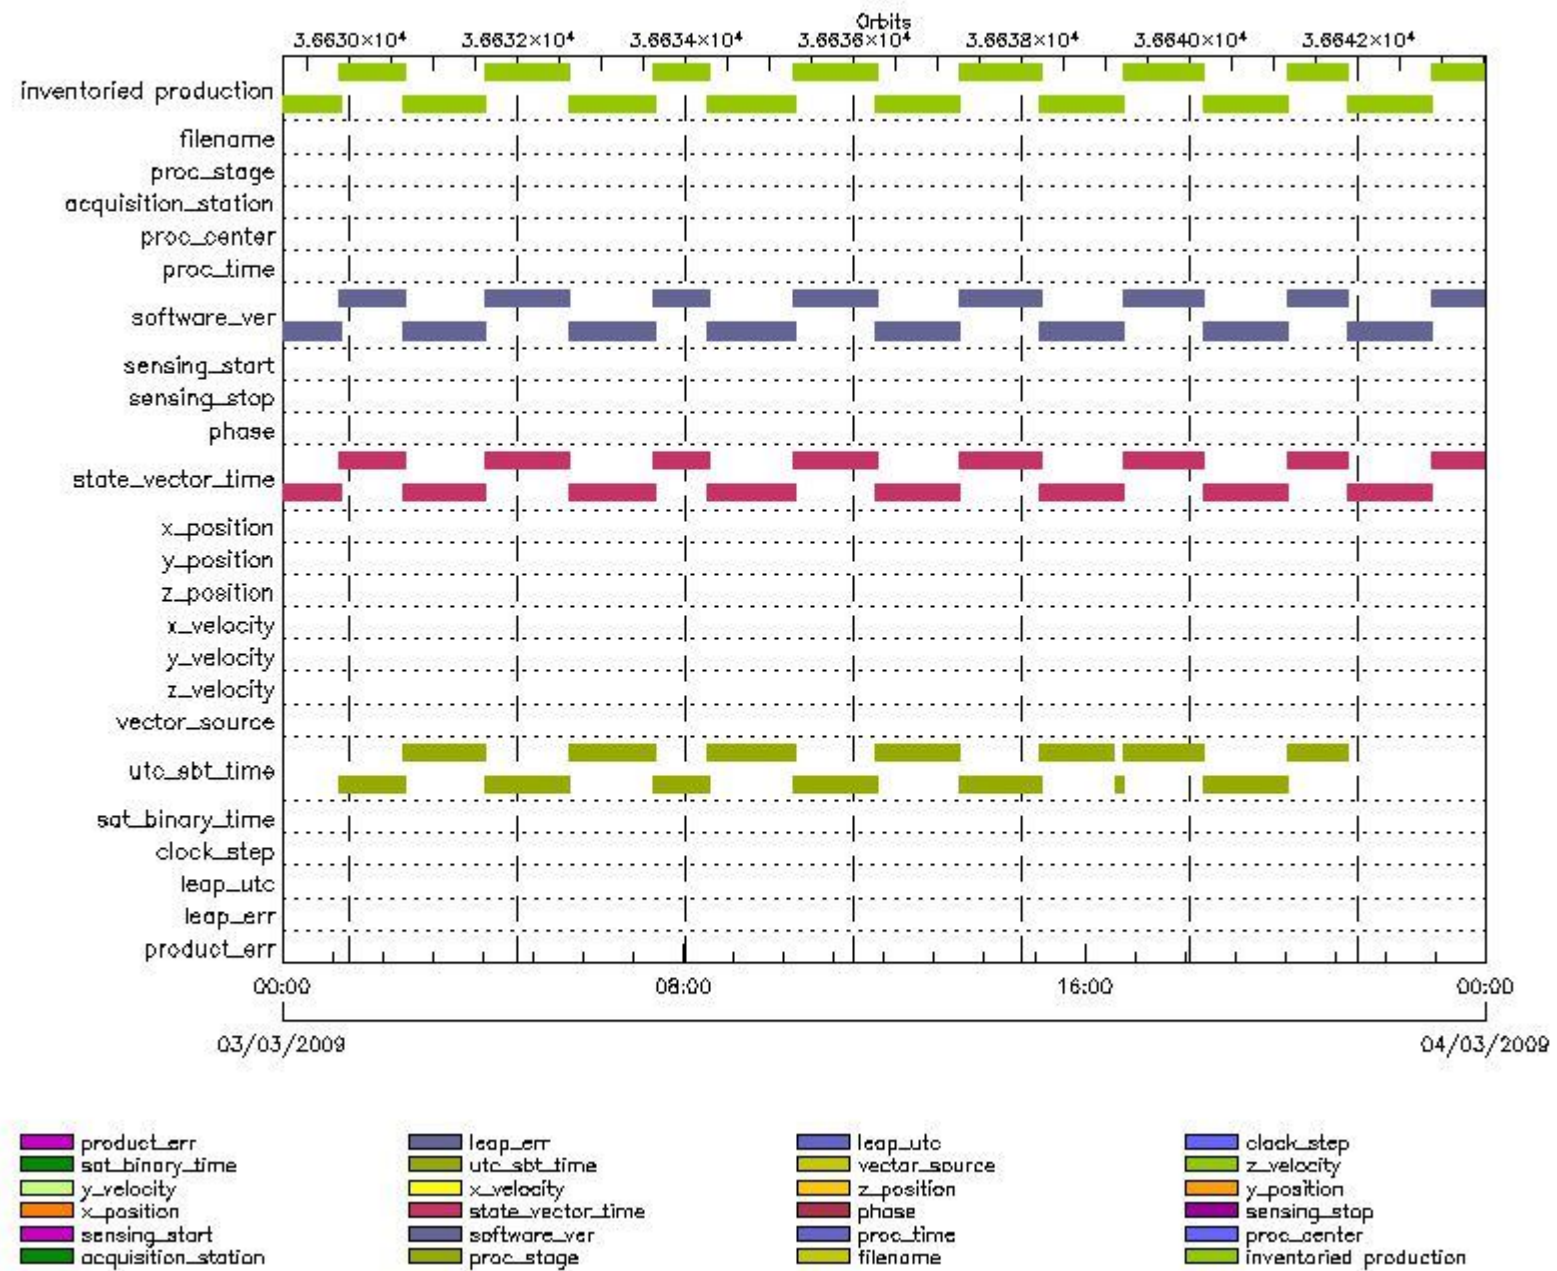 Orbits
3.6630×10⁴ 3.6632×10⁴ 3.6634×10⁴ 3.6636×10⁴ 3.6638×10⁴ 3.6640×10⁴ 3.6642×10⁴
inventoried production
filename
proc_stage
acquisition_station
proc_center
proc_time
software_ver
sensing_start
sensing_stop
phase
state_vector_time
x_position
y_position
z_position
x_velocity
y_velocity
z_velocity
vector_source
utc_sbt_time
sat_binary_time
clock_step
leap_utc
leap_err
product_err
00:00 08:00 16:00 00:00
03/03/2009 04/03/2009
product_err leap_err leap_utc clock_step
sat_binary_time utc_sbt_time vector_source z_velocity
y_velocity x_velocity z_position y_position
x_position state_vector_time phase sensing_stop
sensing_start software_ver proc_time proc_center
acquisition_station proc_stage filename inventoried production